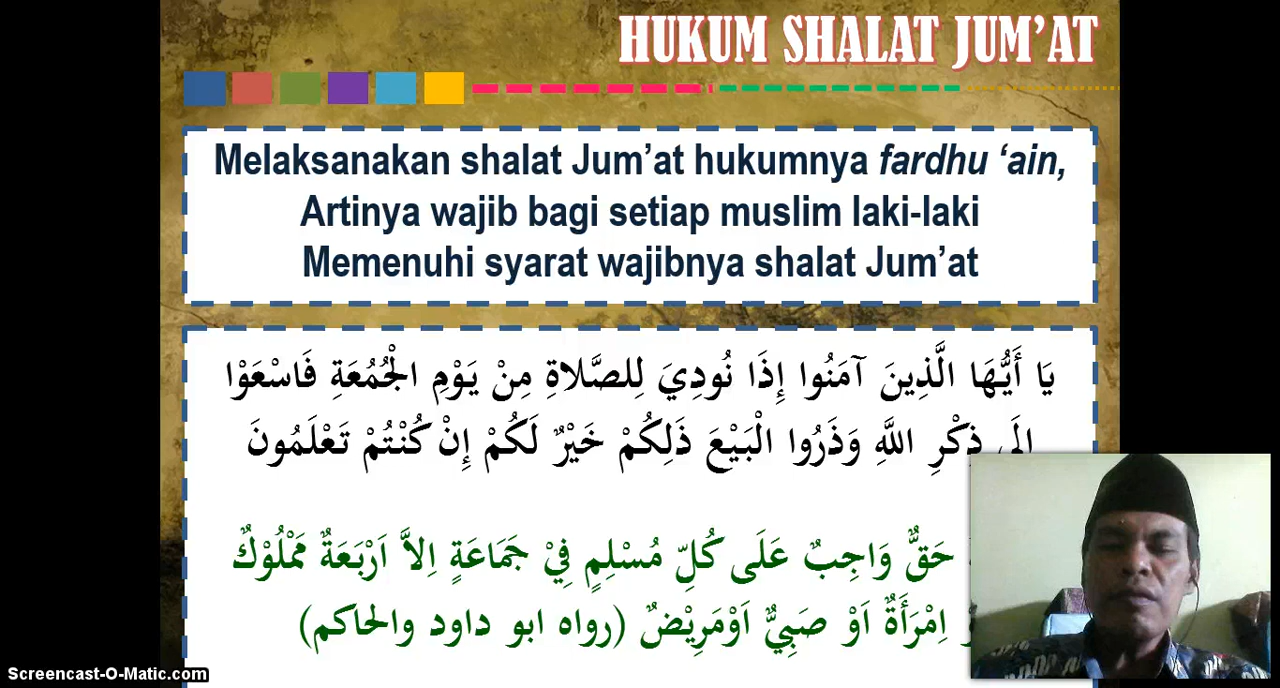 HUKUM SHALAT JUM’AT
Melaksanakan shalat Jum’at hukumnya fardhu ‘ain,
Artinya wajib bagi setiap muslim laki-laki
Memenuhi syarat wajibnya shalat Jum’at
يَا أَيُّهَا الَّذِينَ آمَنُوا إِذَا نُودِيَ لِلصَّلاةِ مِنْ يَوْمِ الْجُمُعَةِ فَاسْعَوْا
إِلَى ذِكْرِ اللَّهِ وَذَرُوا الْبَيْعَ ذَلِكُمْ خَيْرٌ لَكُمْ إِنْ كُنْتُمْ تَعْلَمُونَ
حَقٌّ وَاجِبٌ عَلَى كُلِّ مُسْلِمٍ فِيْ جَمَاعَةٍ اِلاَّ اَرْبَعَةٌ مَمْلُوْكٌ
اِمْرَأَةٌ اَوْ صَبِيٌّ اَوْمَرِيْضٌ (رواه ابو داود والحاكم)
Screencast-O-Matic.com